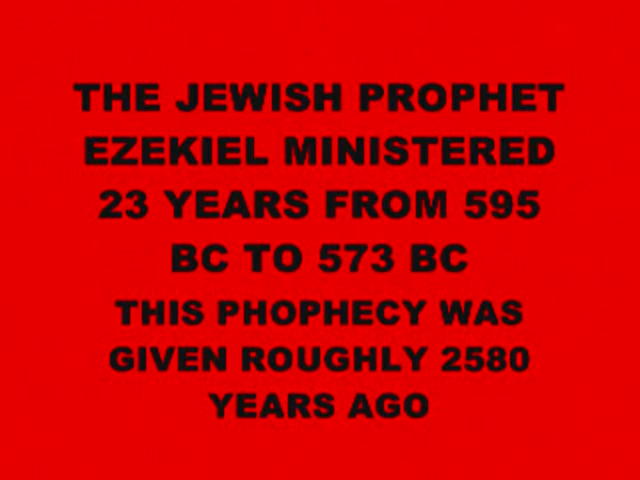 THE JEWISH PROPHET
EZEKIEL MINISTERED
23 YEARS FROM 595
BC TO 573 BC
THIS PHOPHECY WAS
GIVEN ROUGHLY 2580
YEARS AGO